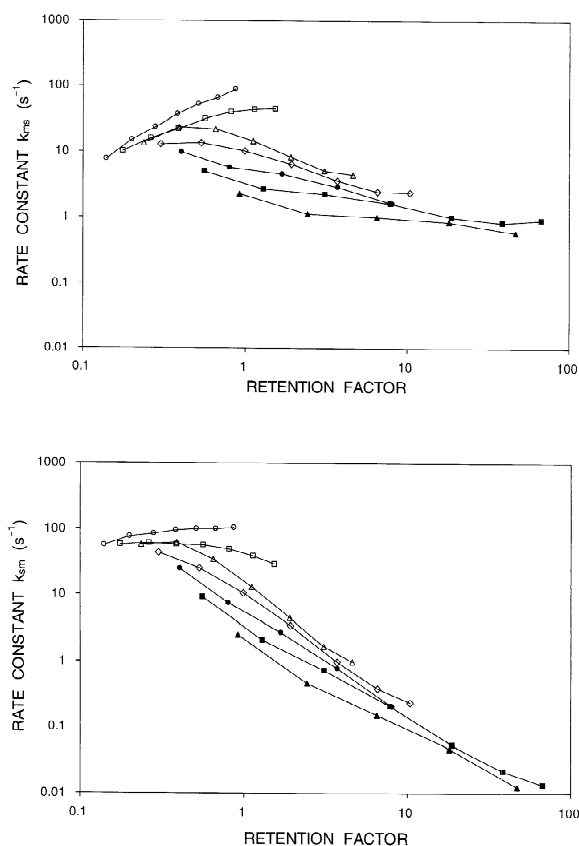 1000
100
10
1
0.1
0.01
RATE CONSTANT kms (s⁻¹)
0.1 1 10 100
RETENTION FACTOR
1000
100
10
1
0.1
0.01
RATE CONSTANT ksm (s⁻¹)
0.1 1 10 100
RETENTION FACTOR